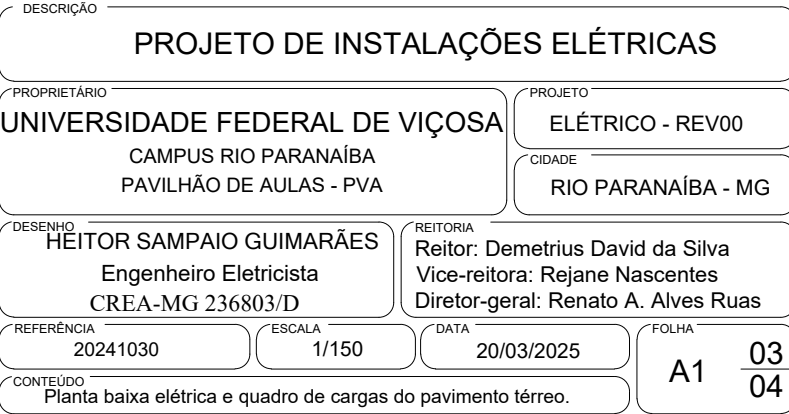 DESCRIÇÃO
PROJETO DE INSTALAÇÕES ELÉTRICAS
PROPRIETÁRIO
UNIVERSIDADE FEDERAL DE VIÇOSA
CAMPUS RIO PARANAÍBA
PAVILHÃO DE AULAS - PVA
PROJETO
ELÉTRICO - REV00
CIDADE
RIO PARANAÍBA - MG
DESENHO
HEITOR SAMPAIO GUIMARÃES
Engenheiro Eletricista
CREA-MG 236803/D
REITORIA
Reitor: Demetrius David da Silva
Vice-reitora: Rejane Nascentes
Diretor-geral: Renato A. Alves Ruas
REFERÊNCIA
20241030
ESCALA
1/150
DATA
20/03/2025
FOLHA
A1
03
04
CONTEÚDO
Planta baixa elétrica e quadro de cargas do pavimento térreo.